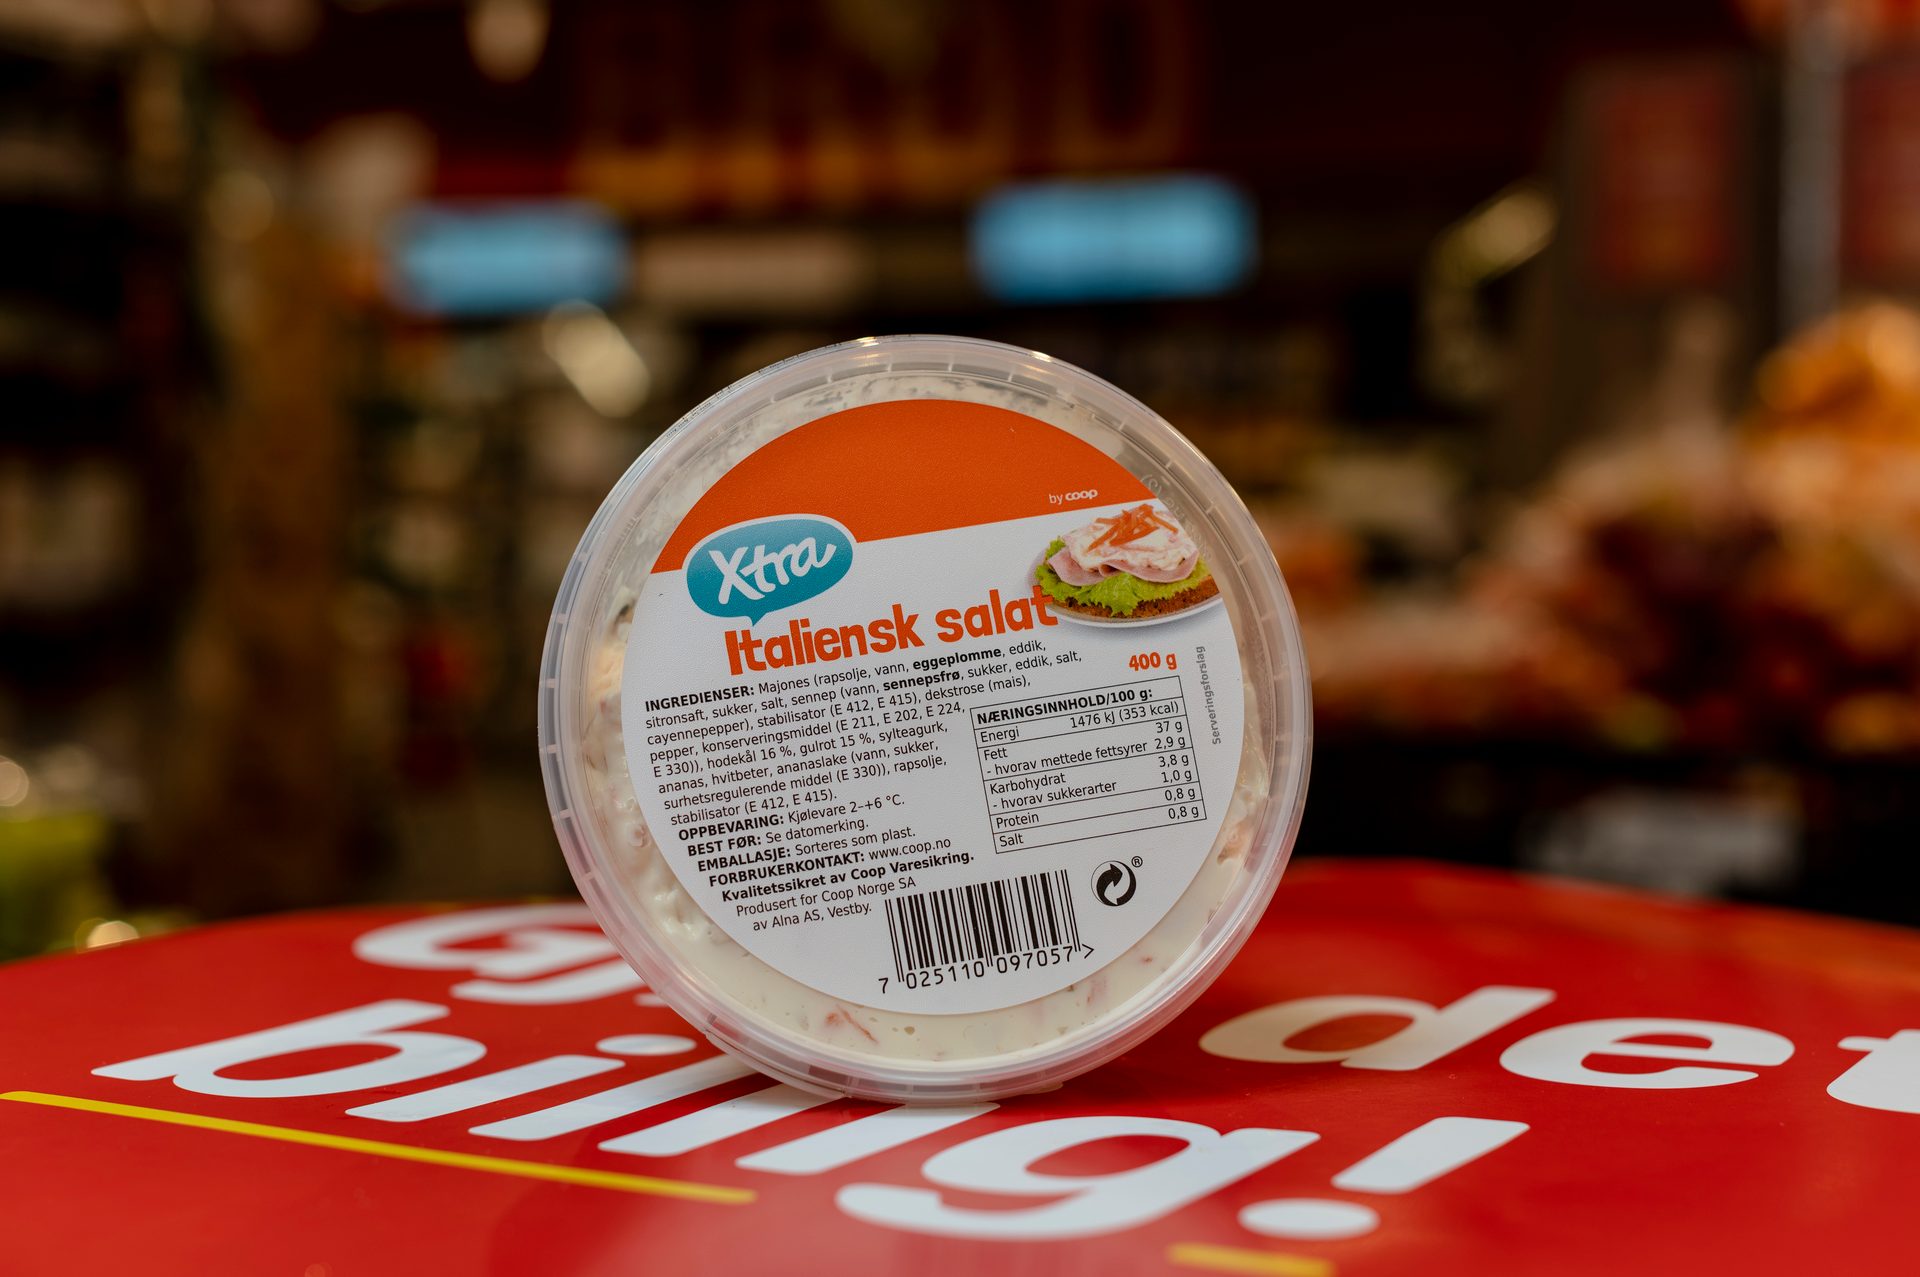 by coop
X-tra
Italiensk salat
400 g
Serveringsforslag
INGREDIENSER: Majones (rapsolje, vann, eggeplomme, eddik,
sitronsaft, sukker, salt, sennep (vann, sennepsfrø, sukker, eddik, salt,
cayennepepper), stabilisator (E 412, E 415), dekstrose (mais),
pepper, konserveringsmiddel (E 211, E 202, E 224,
E 330)), hodekål 16 %, gulrot 15 %, sylteagurk,
ananas, hvitbeter, ananaslake (vann, sukker,
surhetsregulerende middel (E 330)), rapsolje,
stabilisator (E 412, E 415).
OPPBEVARING: Kjølevare 2-+6 °C.
BEST FØR: Se datomerking.
EMBALLASJE: Sorteres som plast.
FORBRUKERKONTAKT: www.coop.no
Kvalitetssikret av Coop Varesikring.
Produsert for Coop Norge SA
av Alna AS, Vestby.
NÆRINGSINNHOLD/100 g:
Energi 1476 kJ (353 kcal)
Fett 37 g
- hvorav mettede fettsyrer 2,9 g
Karbohydrat 3,8 g
- hvorav sukkerarter 1,0 g
Protein 0,8 g
Salt 0,8 g
®
7 025110 097057 >
det
billig!